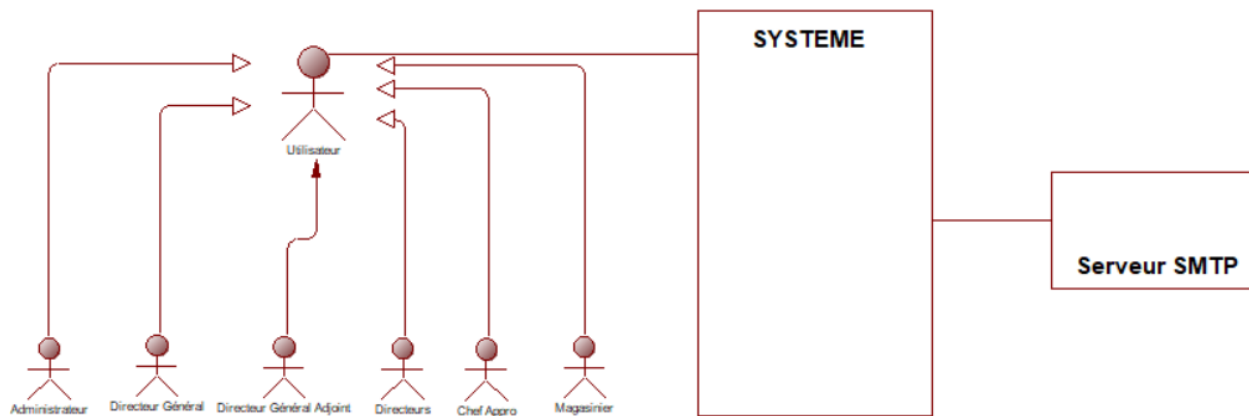 SYSTEME
Utilisateur
Serveur SMTP
Administrateur
Directeur Général
Directeur Général Adjoint
Directeurs
Chef Appro
Magasinier